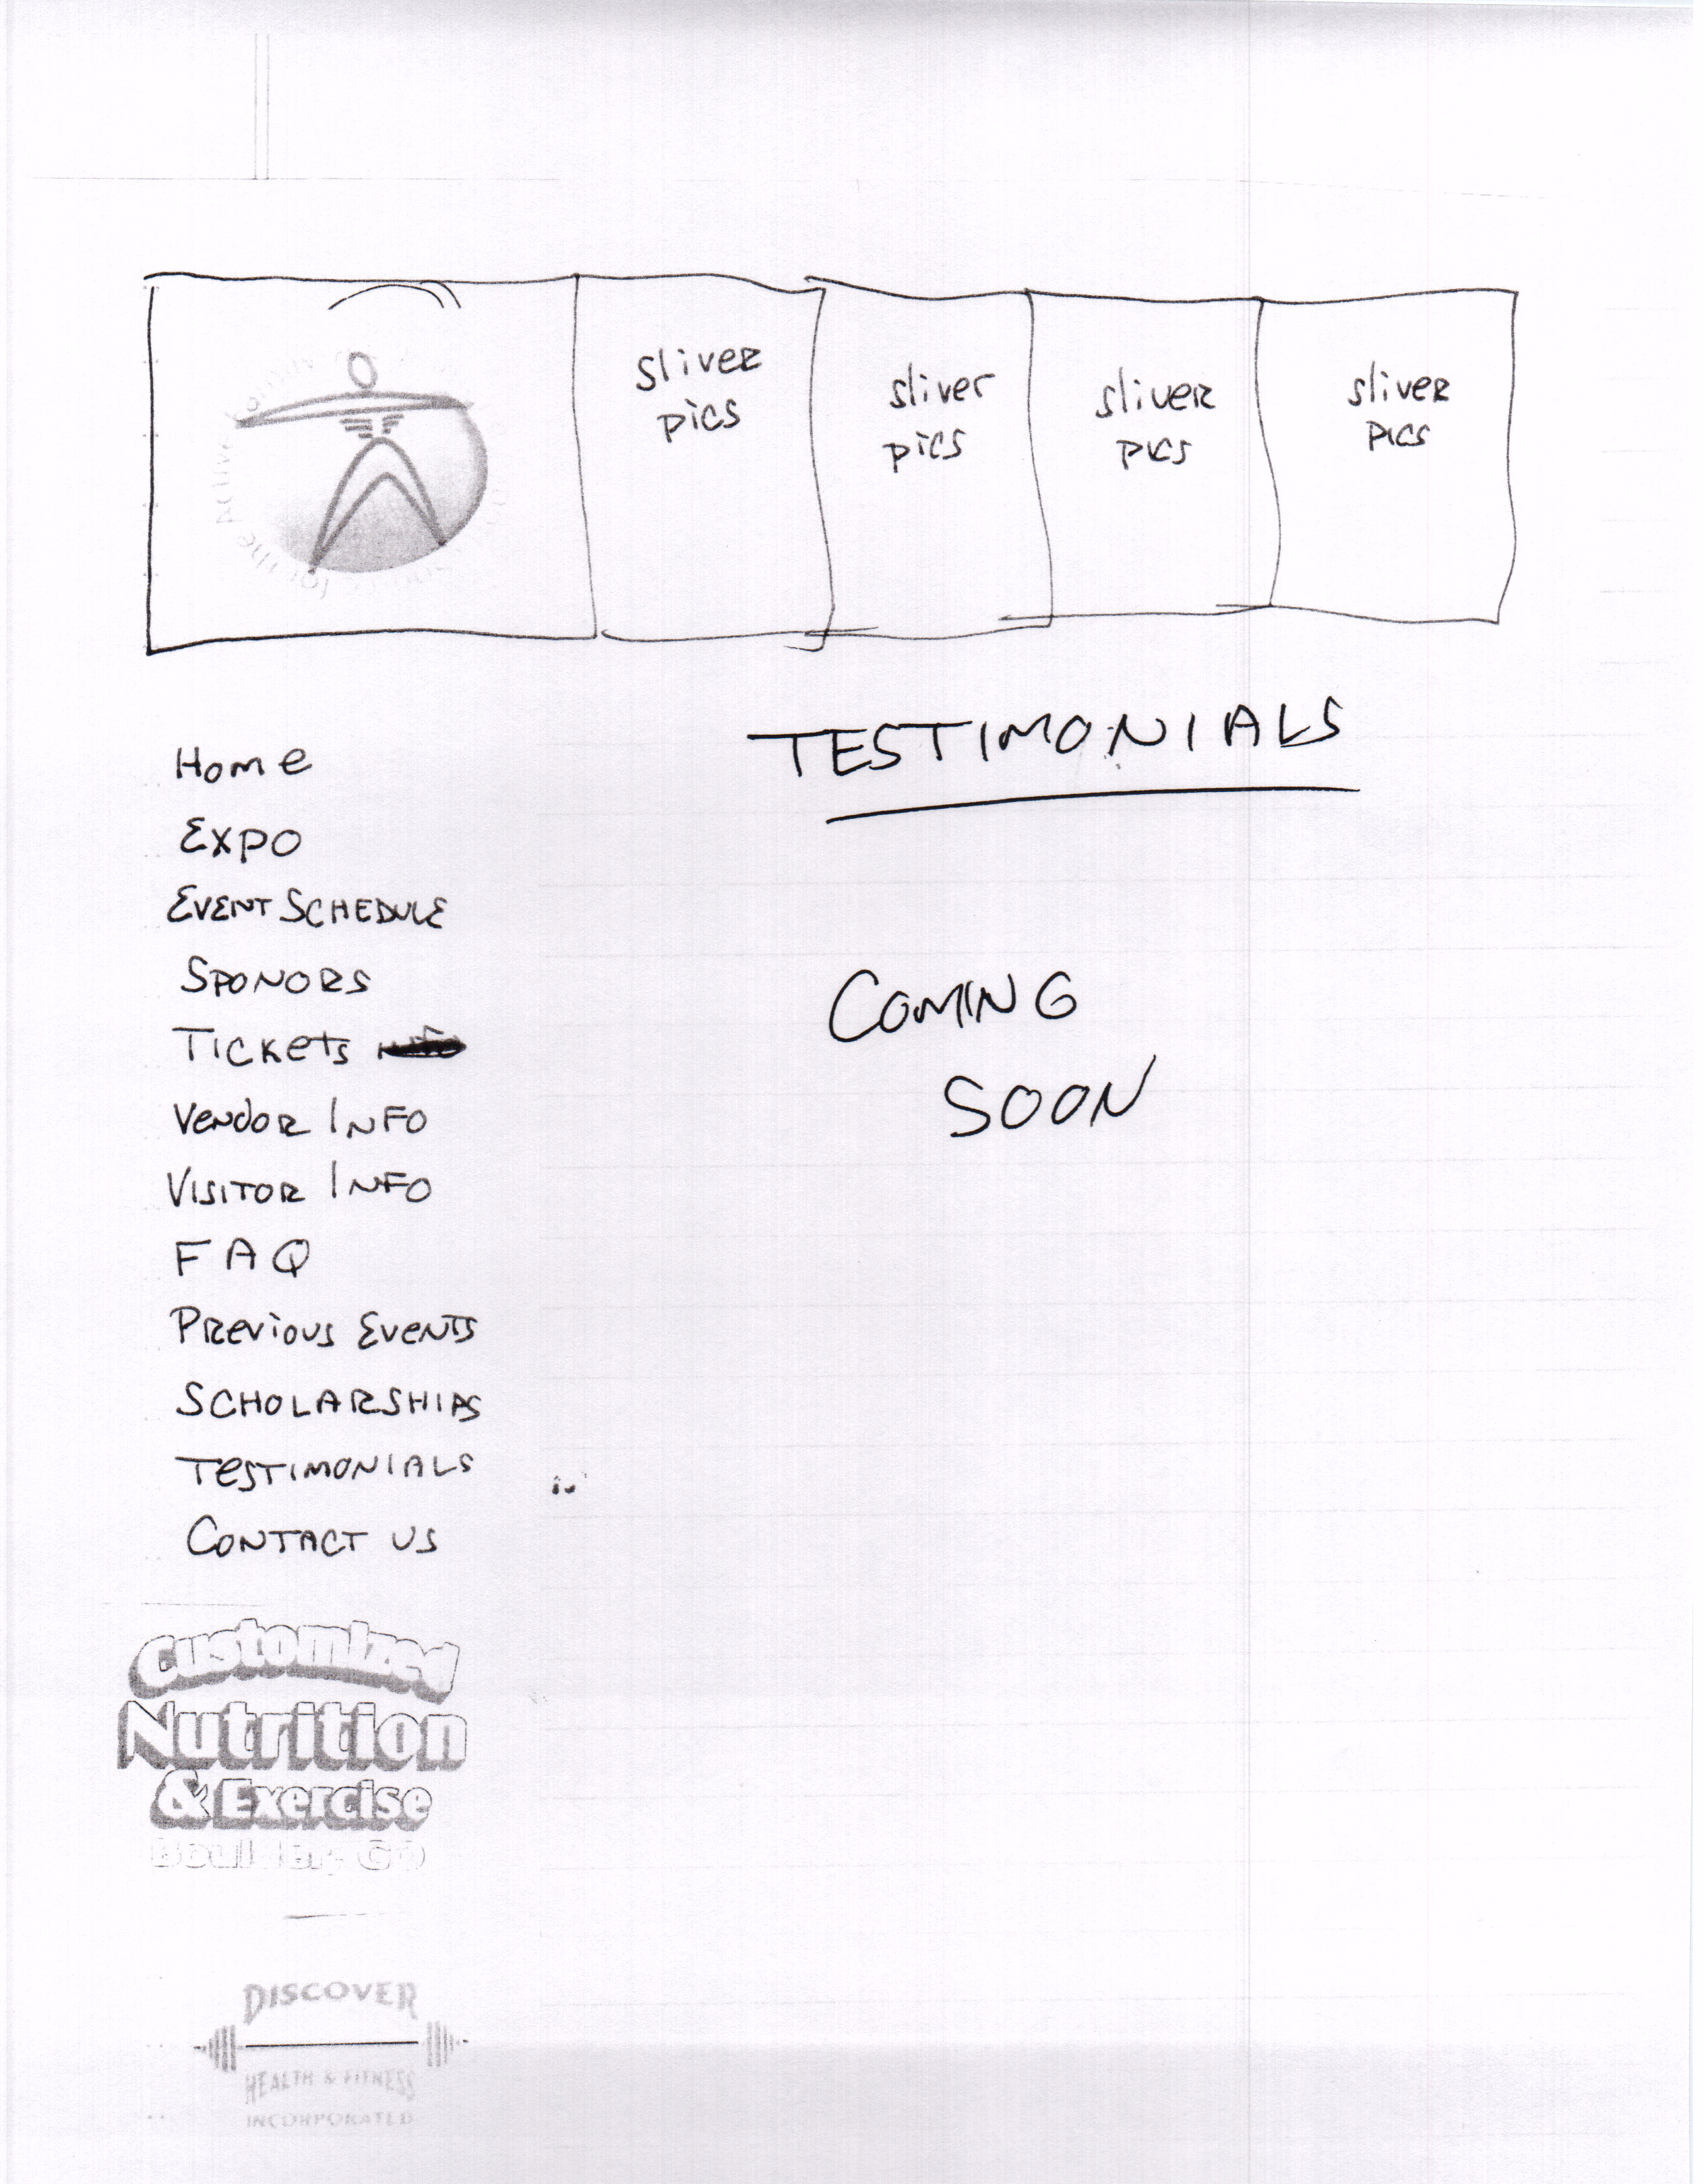 sliver
pics
sliver
pics
sliver
pics
sliver
pics
for the Active
TESTIMONIALS
Home
Expo
EVENT SCHEDULE
SPONORS
TICKETS
Vendor INFO
VISITOR INFO
FAQ
Previous Events
SCHOLARSHIPS
TESTIMONIALS
CONTACT US
COMING
SOON
Customized
Nutrition
& Exercise
Boulder, CO
DISCOVER
HEALTH & FITNESS
INCORPORATED